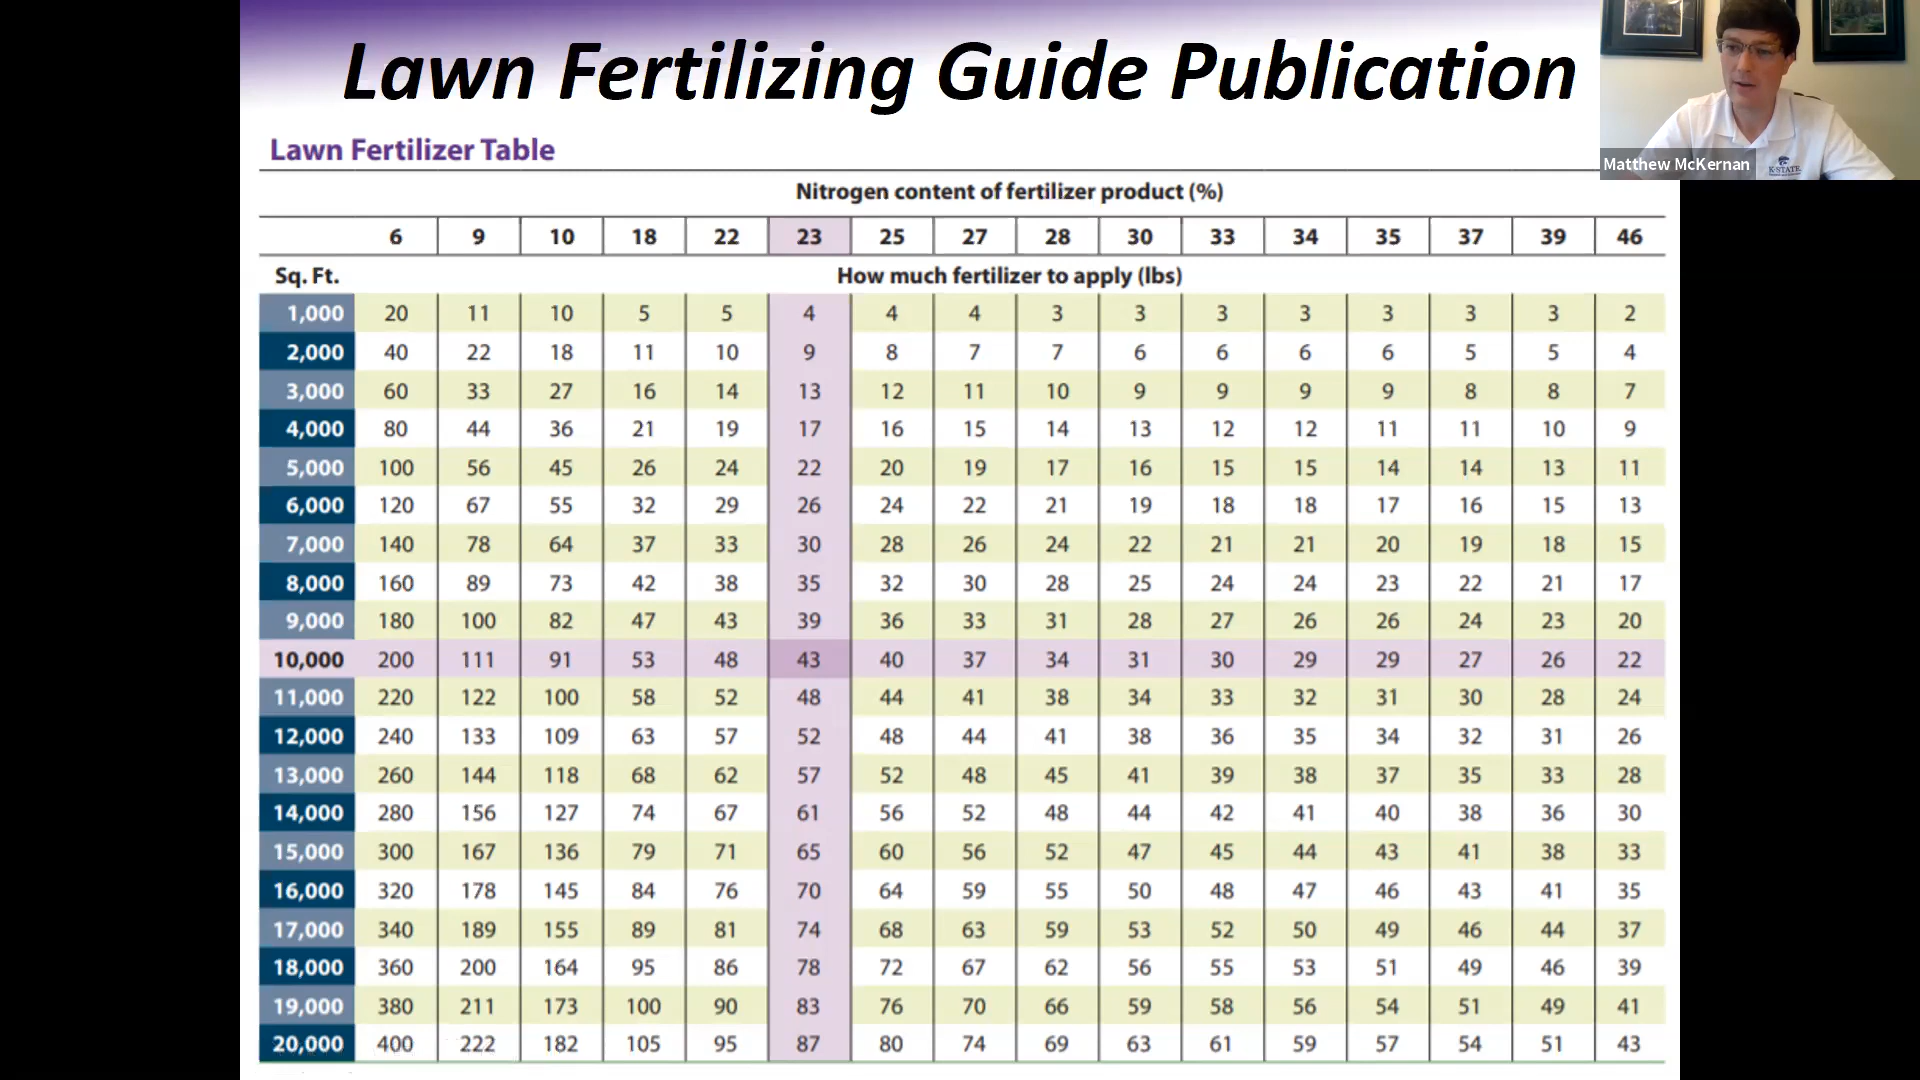 Lawn Fertilizing Guide Publication
Matthew McKernan
K-STATE
Lawn Fertilizer Table
Nitrogen content of fertilizer product (%)
6 9 10 18 22 23 25 27 28 30 33 34 35 37 39 46
Sq. Ft. How much fertilizer to apply (lbs)
1,000 20 11 10 5 5 4 4 4 3 3 3 3 3 3 3 2
2,000 40 22 18 11 10 9 8 7 7 6 6 6 6 5 5 4
3,000 60 33 27 16 14 13 12 11 10 9 9 9 9 8 8 7
4,000 80 44 36 21 19 17 16 15 14 13 12 12 11 11 10 9
5,000 100 56 45 26 24 22 20 19 17 16 15 15 14 14 13 11
6,000 120 67 55 32 29 26 24 22 21 19 18 18 17 16 15 13
7,000 140 78 64 37 33 30 28 26 24 22 21 21 20 19 18 15
8,000 160 89 73 42 38 35 32 30 28 25 24 24 23 22 21 17
9,000 180 100 82 47 43 39 36 33 31 28 27 26 26 24 23 20
10,000 200 111 91 53 48 43 40 37 34 31 30 29 29 27 26 22
11,000 220 122 100 58 52 48 44 41 38 34 33 32 31 30 28 24
12,000 240 133 109 63 57 52 48 44 41 38 36 35 34 32 31 26
13,000 260 144 118 68 62 57 52 48 45 41 39 38 37 35 33 28
14,000 280 156 127 74 67 61 56 52 48 44 42 41 40 38 36 30
15,000 300 167 136 79 71 65 60 56 52 47 45 44 43 41 38 33
16,000 320 178 145 84 76 70 64 59 55 50 48 47 46 43 41 35
17,000 340 189 155 89 81 74 68 63 59 53 52 50 49 46 44 37
18,000 360 200 164 95 86 78 72 67 62 56 55 53 51 49 46 39
19,000 380 211 173 100 90 83 76 70 66 59 58 56 54 51 49 41
20,000 400 222 182 105 95 87 80 74 69 63 61 59 57 54 51 43